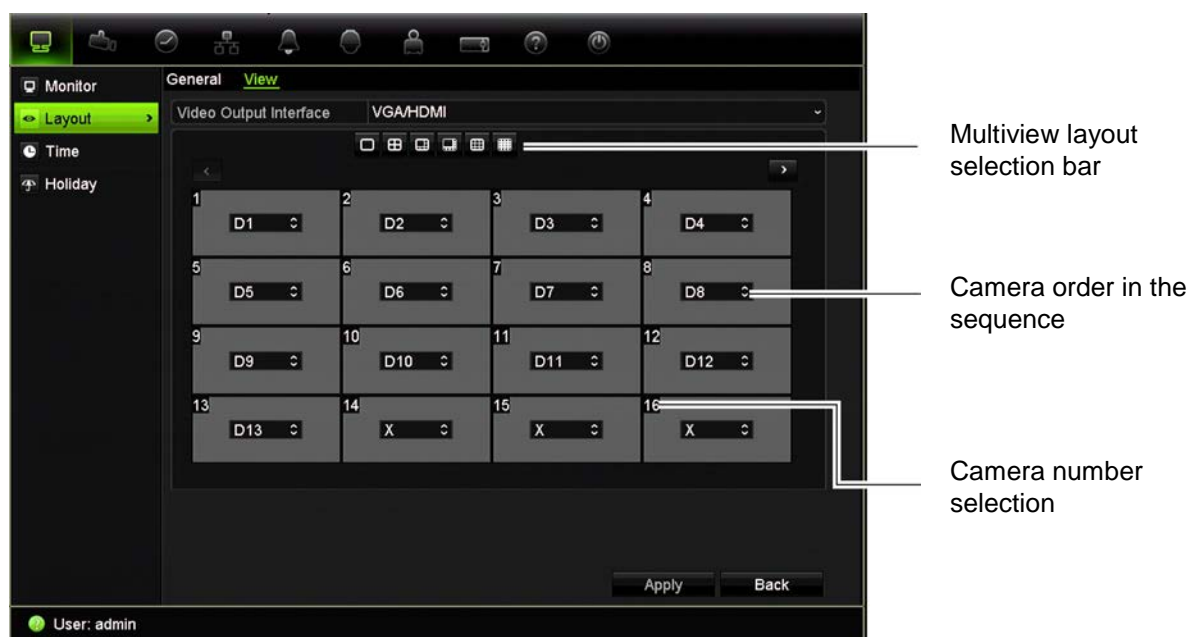 General View
Monitor
Layout
Time
Holiday
Video Output Interface VGA/HDMI
1 2 3 4
D1 D2 D3 D4
5 6 7 8
D5 D6 D7 D8
9 10 11 12
D9 D10 D11 D12
13 14 15 16
D13 X X X
Apply Back
User: admin
Multiview layout
selection bar
Camera order in the
sequence
Camera number
selection